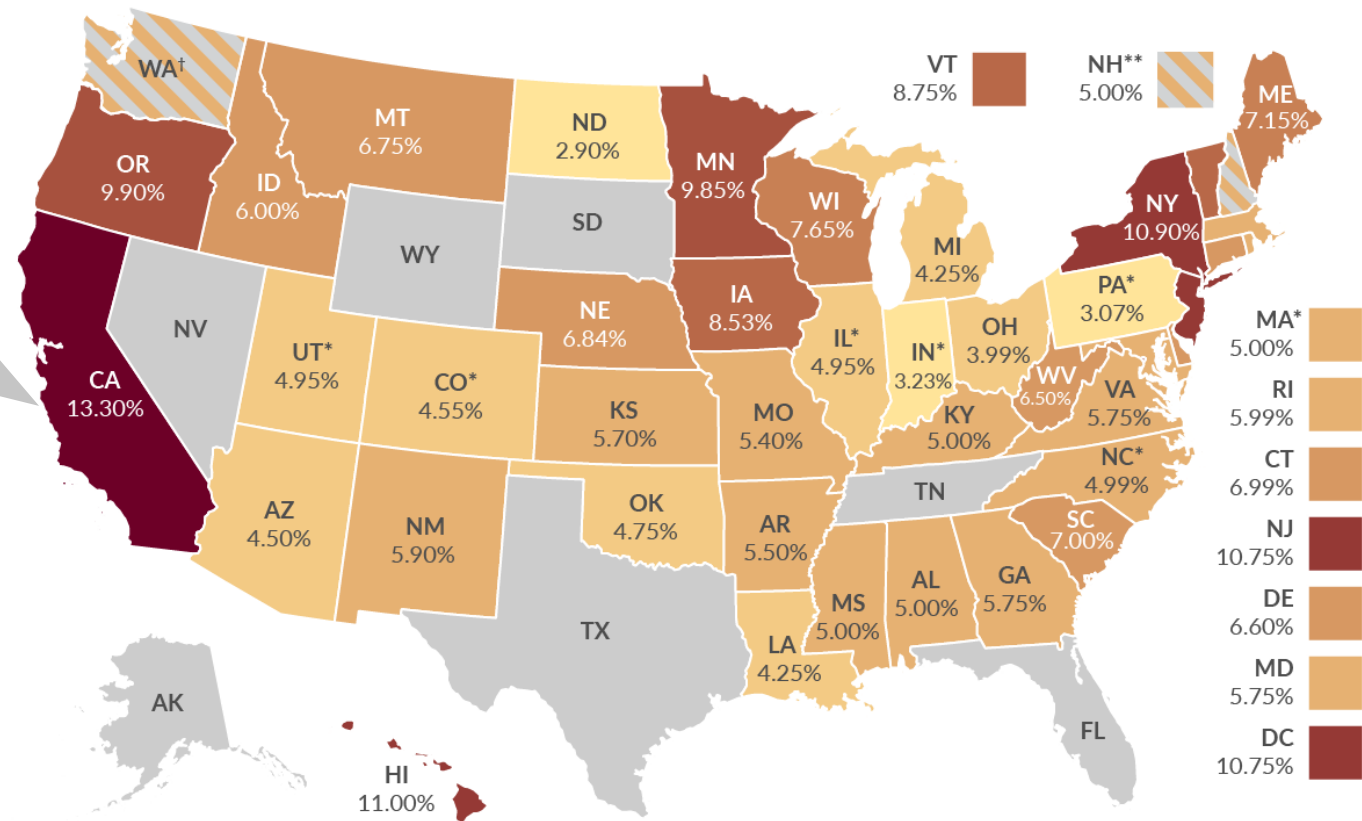 WA†
VT
8.75%
NH**
5.00%
ME
7.15%
MT
6.75%
ND
2.90%
MN
9.85%
OR
9.90%
ID
6.00%
WI
7.65%
NY
10.90%
SD
WY
MI
4.25%
PA*
3.07%
IA
8.53%
NE
6.84%
NV
UT*
4.95%
CO*
4.55%
IL*
4.95%
IN*
3.23%
OH
3.99%
MA*
5.00%
CA
13.30%
WV
6.50%
VA
5.75%
RI
5.99%
KS
5.70%
MO
5.40%
KY
5.00%
NC*
4.99%
CT
6.99%
TN
AZ
4.50%
NM
5.90%
OK
4.75%
AR
5.50%
SC
7.00%
NJ
10.75%
MS
5.00%
AL
5.00%
GA
5.75%
DE
6.60%
TX
LA
4.25%
MD
5.75%
AK
FL
DC
10.75%
HI
11.00%